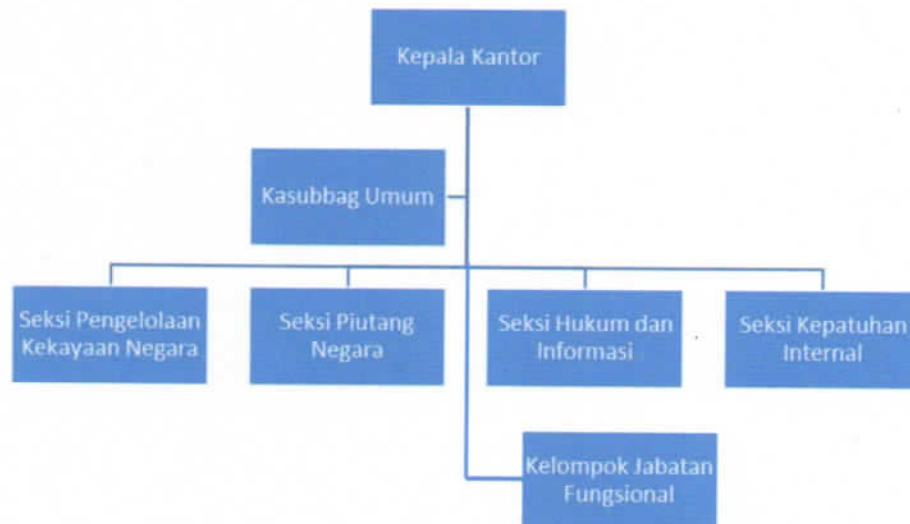 Kepala Kantor
Kasubbag Umum
Seksi Pengelolaan
Kekayaan Negara
Seksi Piutang
Negara
Seksi Hukum dan
Informasi
Seksi Kepatuhan
Internal
Kelompok Jabatan
Fungsional